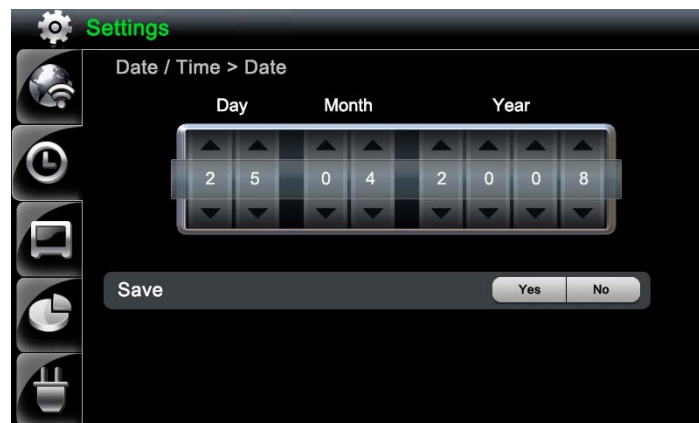 Settings
Date / Time > Date
Day Month Year
2 5 0 4 2 0 0 8
Save Yes No